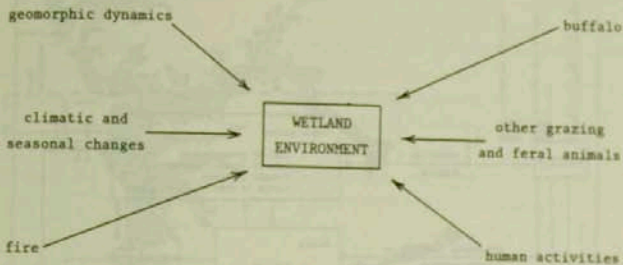 geomorphic dynamics
buffalo
climatic and
seasonal changes
WETLAND
ENVIRONMENT
other grazing
and feral animals
fire
human activities